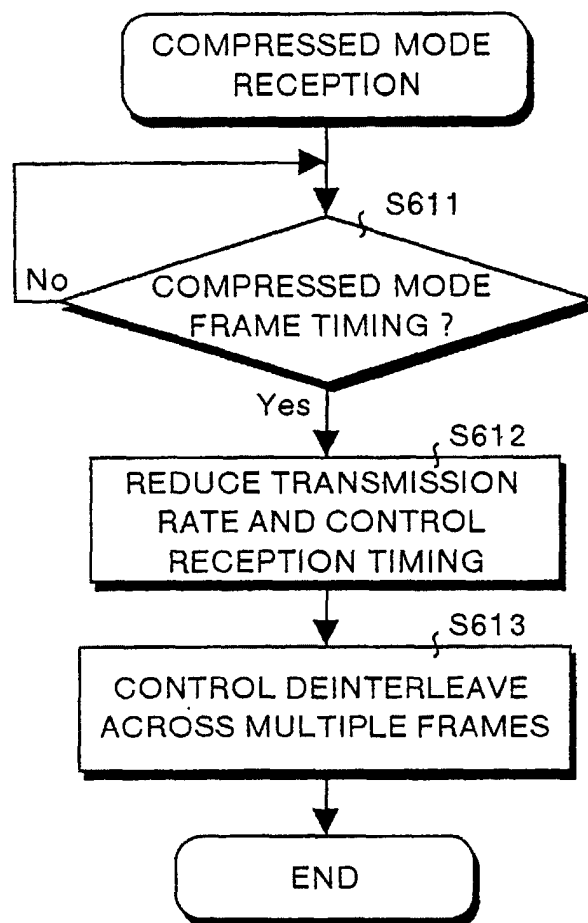 COMPRESSED MODE
RECEPTION
S611
No
COMPRESSED MODE
FRAME TIMING ?
Yes
S612
REDUCE TRANSMISSION
RATE AND CONTROL
RECEPTION TIMING
S613
CONTROL DEINTERLEAVE
ACROSS MULTIPLE FRAMES
END